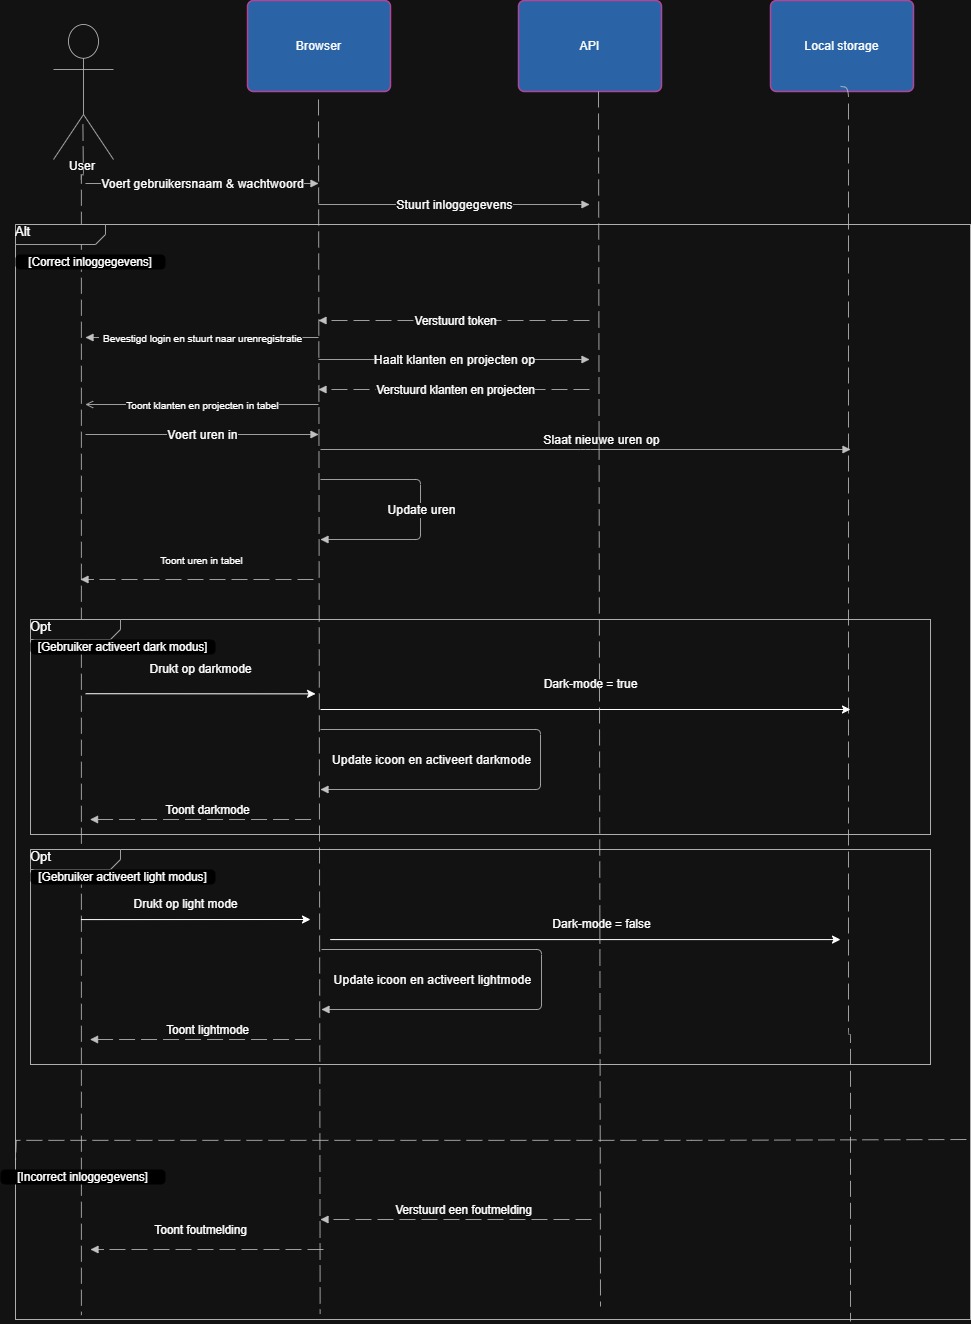 Browser
API
Local storage
User
Voert gebruikersnaam & wachtwoord
Stuurt inloggegevens
Alt
[Correct inloggegevens]
Verstuurd token
Bevestigd login en stuurt naar urenregistratie
Haalt klanten en projecten op
Verstuurd klanten en projecten
Toont klanten en projecten in tabel
Voert uren in
Slaat nieuwe uren op
Update uren
Toont uren in tabel
Opt
[Gebruiker activeert dark modus]
Drukt op darkmode
Dark-mode = true
Update icoon en activeert darkmode
Toont darkmode
Opt
[Gebruiker activeert light modus]
Drukt op light mode
Dark-mode = false
Update icoon en activeert lightmode
Toont lightmode
[Incorrect inloggegevens]
Verstuurd een foutmelding
Toont foutmelding